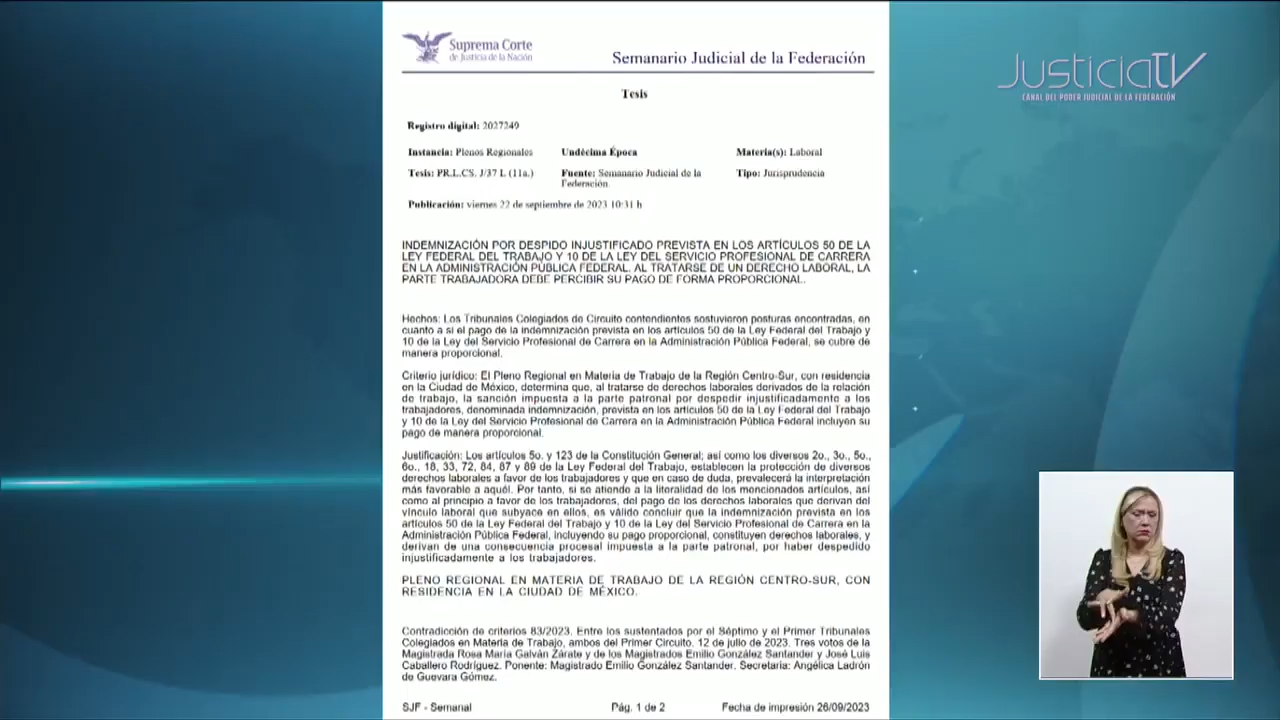 Suprema Corte
de Justicia de la Nación
Semanario Judicial de la Federación
JusticiaTV
CANAL DEL PODER JUDICIAL DE LA FEDERACIÓN
Tesis
Registro digital: 2027249
Instancia: Plenos Regionales
Undécima Época
Materia(s): Laboral
Tesis: PR.L.CS. J/37 L (11a.)
Fuente: Semanario Judicial de la
Federación.
Tipo: Jurisprudencia
Publicación: viernes 22 de septiembre de 2023 10:31 h
INDEMNIZACIÓN POR DESPIDO INJUSTIFICADO PREVISTA EN LOS ARTÍCULOS 50 DE LA
LEY FEDERAL DEL TRABAJO Y 10 DE LA LEY DEL SERVICIO PROFESIONAL DE CARRERA
EN LA ADMINISTRACIÓN PÚBLICA FEDERAL. AL TRATARSE DE UN DERECHO LABORAL, LA
PARTE TRABAJADORA DEBE PERCIBIR SU PAGO DE FORMA PROPORCIONAL.
Hechos: Los Tribunales Colegiados de Circuito contendientes sostuvieron posturas encontradas, en
cuanto a si el pago de la indemnización prevista en los artículos 50 de la Ley Federal del Trabajo y
10 de la Ley del Servicio Profesional de Carrera en la Administración Pública Federal, se cubre de
manera proporcional.
Criterio jurídico: El Pleno Regional en Materia de Trabajo de la Región Centro-Sur, con residencia
en la Ciudad de México, determina que, al tratarse de derechos laborales derivados de la relación
de trabajo, la sanción impuesta a la parte patronal por despedir injustificadamente a los
trabajadores, denominada indemnización, prevista en los artículos 50 de la Ley Federal del Trabajo
y 10 de la Ley del Servicio Profesional de Carrera en la Administración Pública Federal incluyen su
pago de manera proporcional.
Justificación: Los artículos 5o. y 123 de la Constitución General; así como los diversos 2o., 3o., 5o.,
6o., 18, 33, 72, 84, 87 y 89 de la Ley Federal del Trabajo, establecen la protección de diversos
derechos laborales a favor de los trabajadores y que en caso de duda, prevalecerá la interpretación
más favorable a aquél. Por tanto, si se atiende a la literalidad de los mencionados artículos, así
como al principio a favor de los trabajadores, del pago de los derechos laborales que derivan del
vínculo laboral que subyace en ellos, es válido concluir que la indemnización prevista en los
artículos 50 de la Ley Federal del Trabajo y 10 de la Ley del Servicio Profesional de Carrera en la
Administración Pública Federal, incluyendo su pago proporcional, constituyen derechos laborales, y
derivan de una consecuencia procesal impuesta a la parte patronal, por haber despedido
injustificadamente a los trabajadores.
PLENO REGIONAL EN MATERIA DE TRABAJO DE LA REGIÓN CENTRO-SUR, CON
RESIDENCIA EN LA CIUDAD DE MÉXICO.
Contradicción de criterios 83/2023. Entre los sustentados por el Séptimo y el Primer Tribunales
Colegiados en Materia de Trabajo, ambos del Primer Circuito. 12 de julio de 2023. Tres votos de la
Magistrada Rosa María Galván Zárate y de los Magistrados Emilio González Santander y José Luis
Caballero Rodríguez. Ponente: Magistrado Emilio González Santander. Secretaria: Angélica Ladrón
de Guevara Gómez.
SJF - Semanal
Pág. 1 de 2
Fecha de impresión 26/09/2023